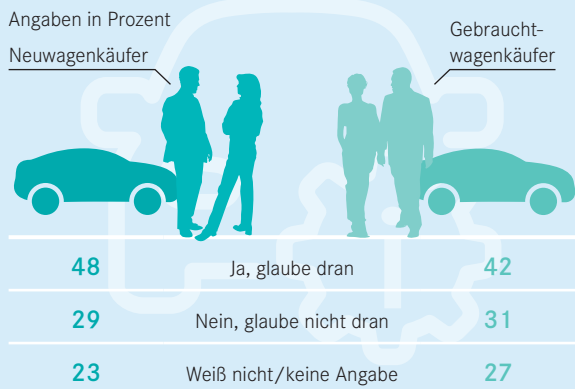 Angaben in Prozent
Neuwagenkäufer
Gebraucht-
wagenkäufer
48 Ja, glaube dran 42
29 Nein, glaube nicht dran 31
23 Weiß nicht/keine Angabe 27